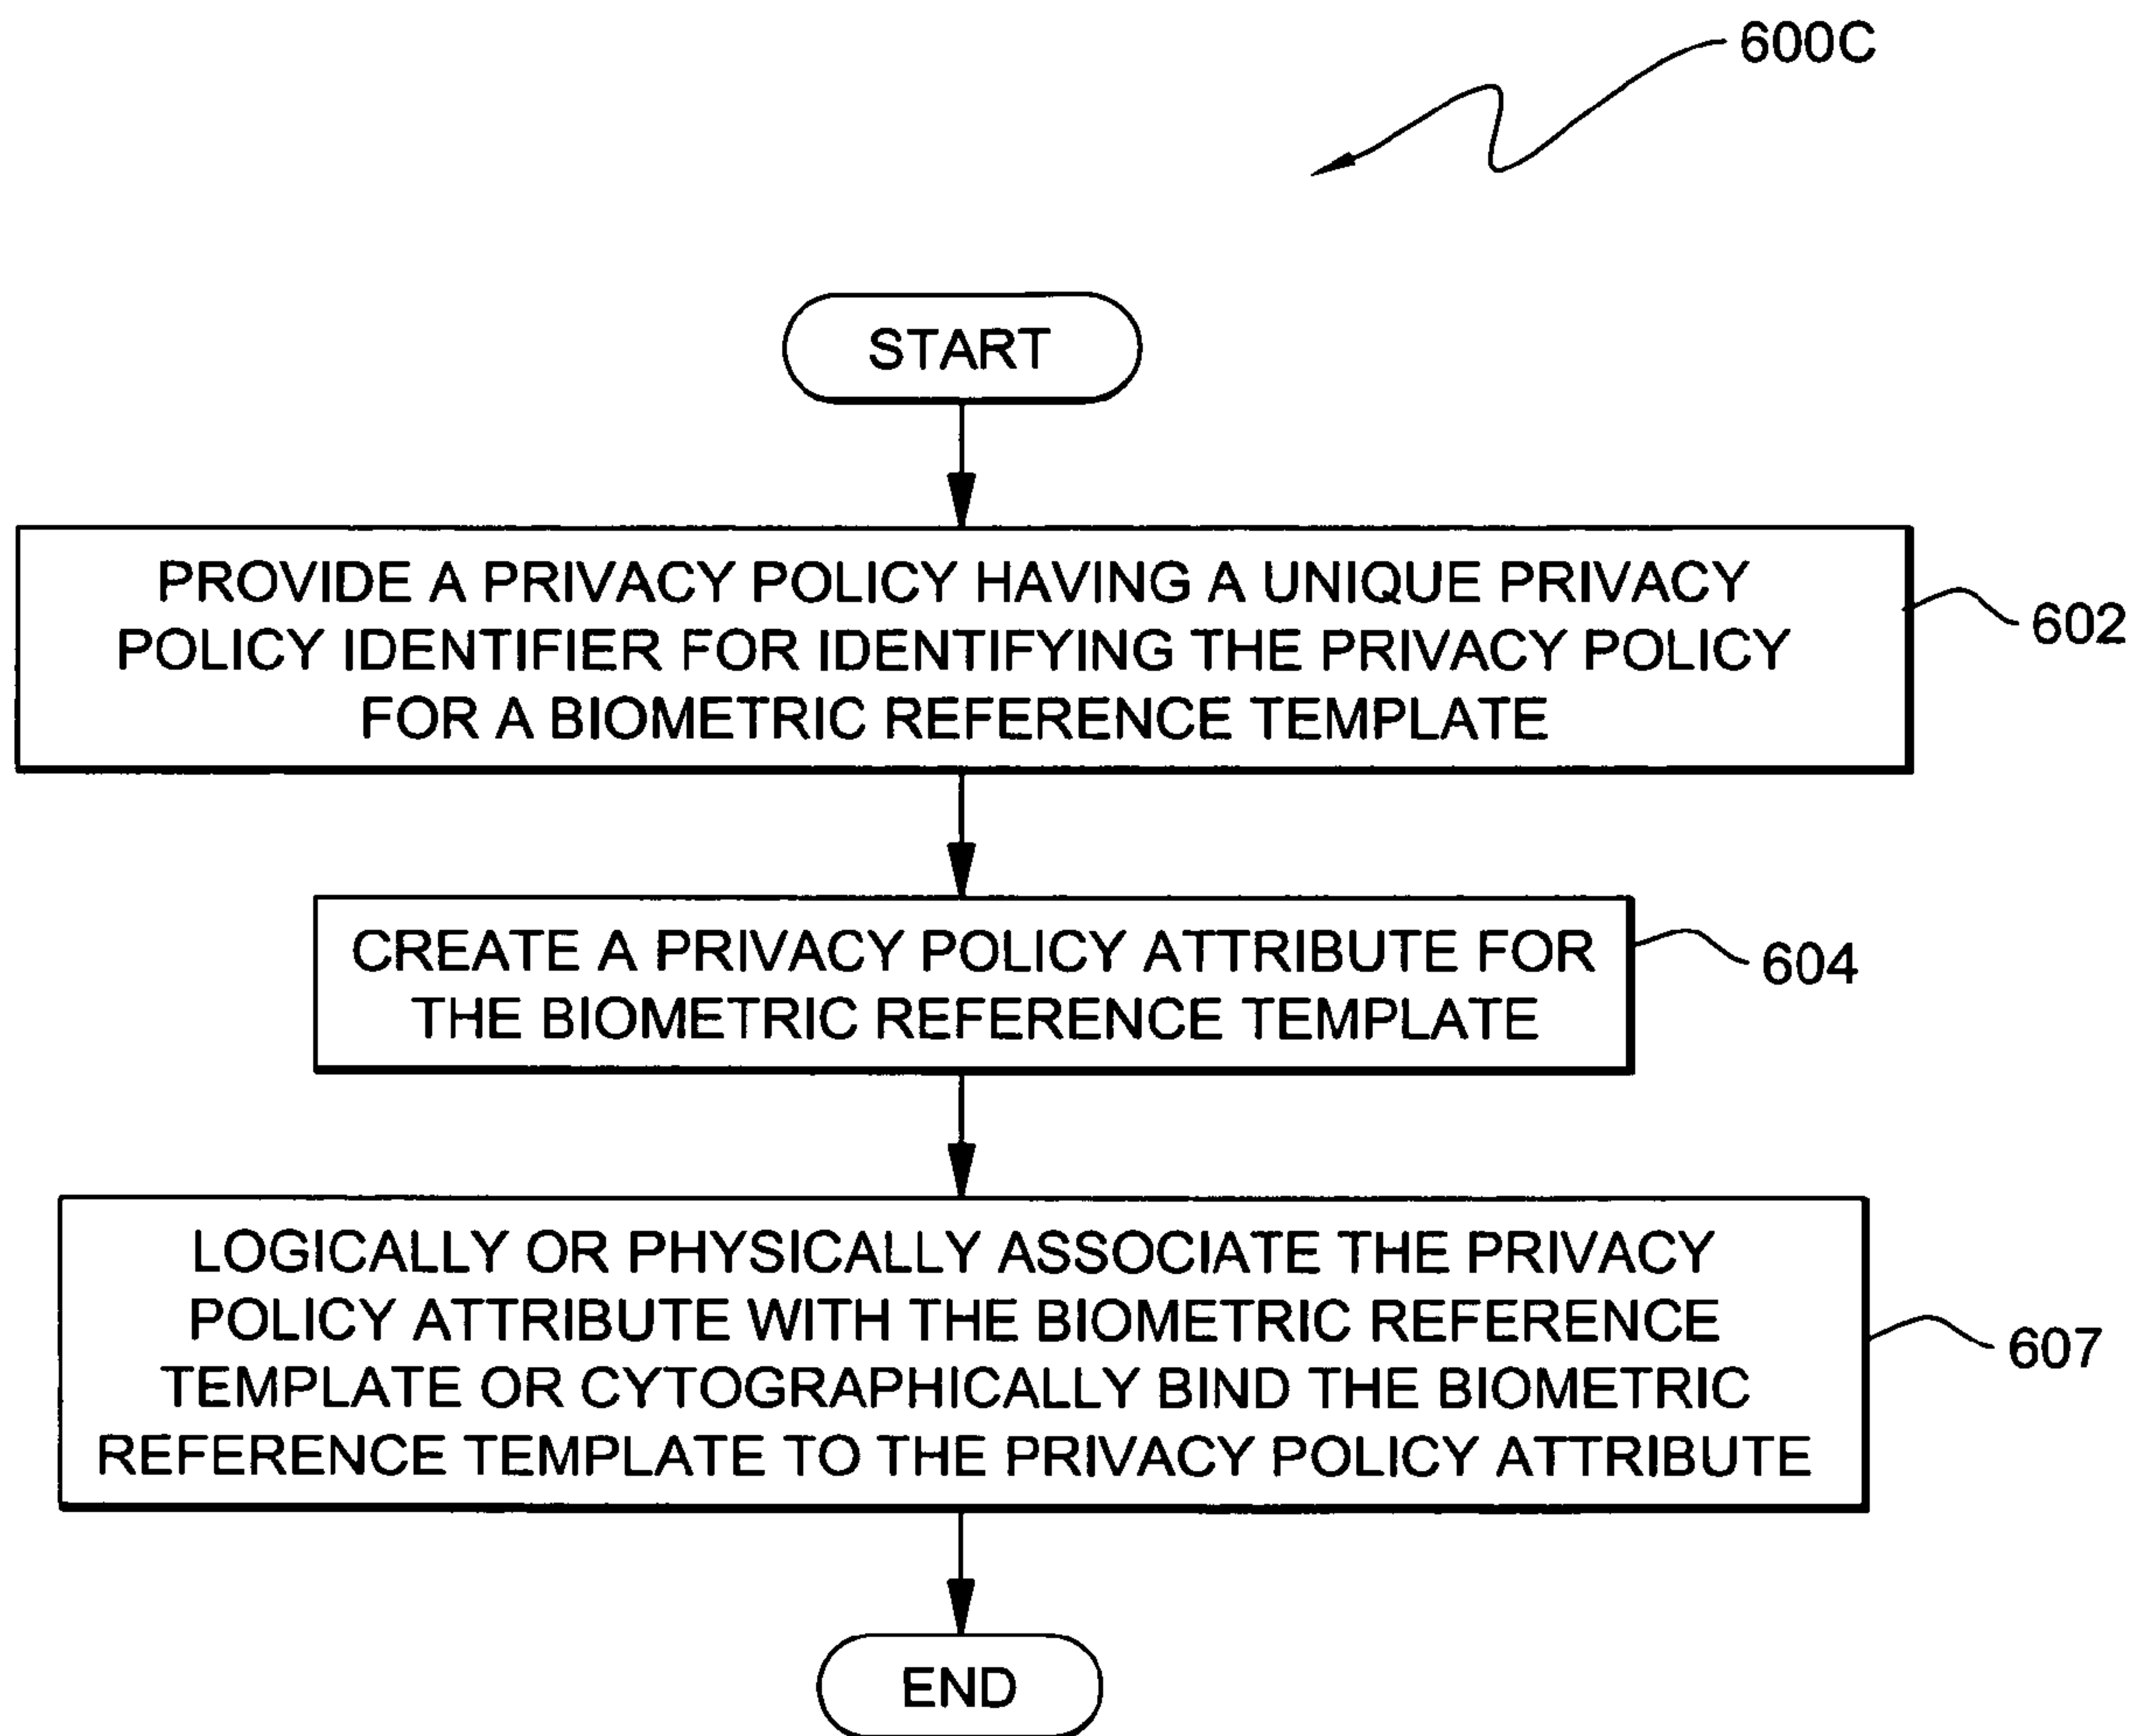 600C
START
PROVIDE A PRIVACY POLICY HAVING A UNIQUE PRIVACY
POLICY IDENTIFIER FOR IDENTIFYING THE PRIVACY POLICY
FOR A BIOMETRIC REFERENCE TEMPLATE
602
CREATE A PRIVACY POLICY ATTRIBUTE FOR
THE BIOMETRIC REFERENCE TEMPLATE
604
LOGICALLY OR PHYSICALLY ASSOCIATE THE PRIVACY
POLICY ATTRIBUTE WITH THE BIOMETRIC REFERENCE
TEMPLATE OR CYTOGRAPHICALLY BIND THE BIOMETRIC
REFERENCE TEMPLATE TO THE PRIVACY POLICY ATTRIBUTE
607
END